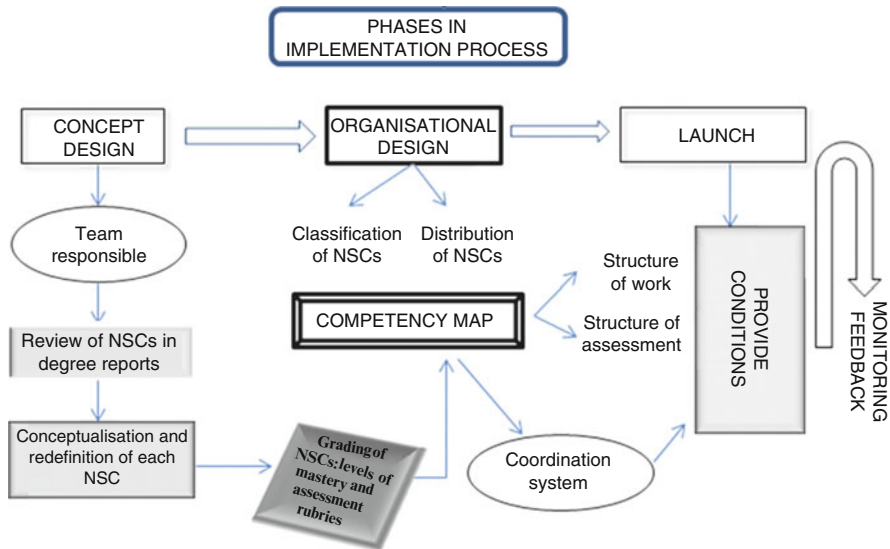 PHASES IN
IMPLEMENTATION PROCESS
CONCEPT
DESIGN
ORGANISATIONAL
DESIGN
LAUNCH
Team
responsible
Classification
of NSCs
Distribution
of NSCs
Structure
of work
COMPETENCY MAP
Structure of
assessment
PROVIDE
CONDITIONS
MONITORING
FEEDBACK
Review of NSCs in
degree reports
Conceptualisation and
redefinition of each
NSC
Grading of
NSCs: levels of
mastery and
assessment
rubries
Coordination
system